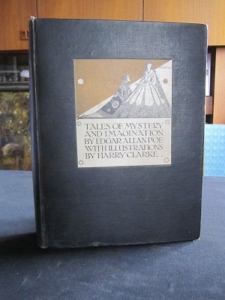 TALES OF MYSTERY
AND IMAGINATION
BY EDGAR ALLAN POE
WITH ILLUSTRATIONS
BY HARRY CLARKE